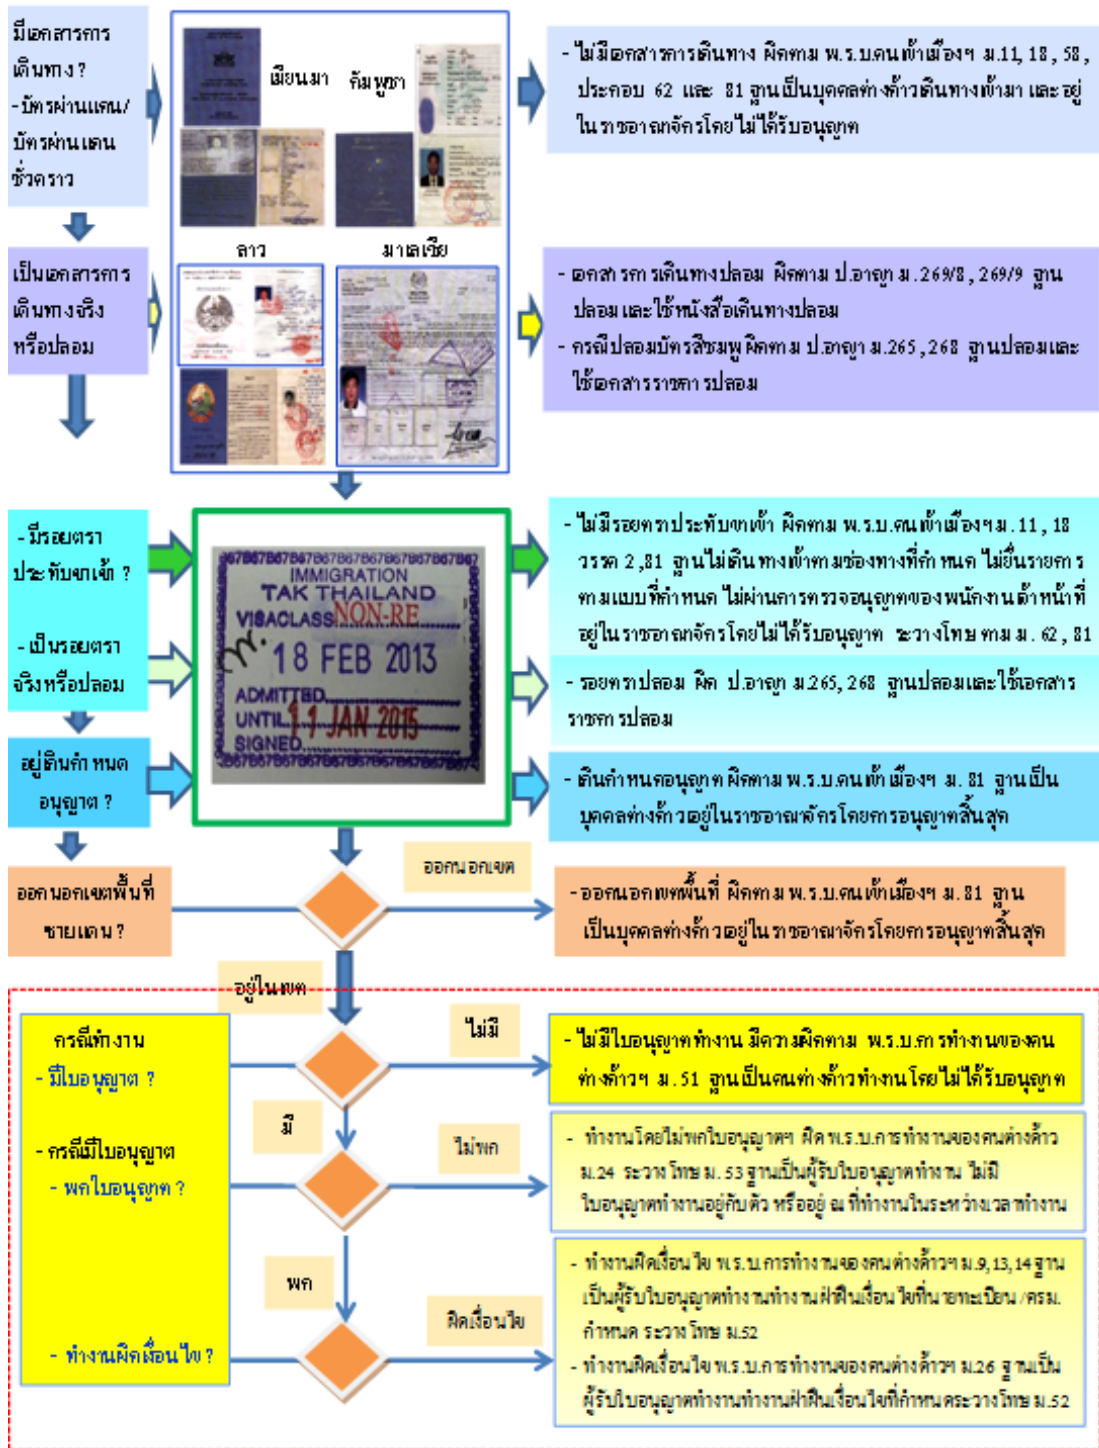 มีเอกสารการ
เดินทาง?
-บัตรผ่านแดน/
บัตรผ่านแดน
ชั่วคราว
เมียนมา
กัมพูชา
- ไม่มีเอกสารการเดินทาง ผิดตาม พ.ร.บ.คนเข้าเมืองฯ ม.11, 18, 58,
ประกอบ 62 และ 81 ฐานเป็นบุคคลต่างด้าวเดินทางเข้ามา และอยู่
ในราชอาณาจักรโดยไม่ได้รับอนุญาต
ลาว
มาเลเซีย
เป็นเอกสารการ
เดินทางจริง
หรือปลอม
- เอกสารการเดินทางปลอม ผิดตาม ป.อาญา ม.269/8, 269/9 ฐาน
ปลอมและใช้หนังสือเดินทางปลอม
- กรณีปลอมบัตรสีชมพู ผิดตาม ป.อาญา ม.265,268 ฐานปลอมและ
ใช้เอกสารราชการปลอม
- มีรอยตรา
ประทับขาเข้า ?
- เป็นรอยตรา
จริงหรือปลอม
IMMIGRATION
TAK THAILAND
VISACLASS NON-RE
18 FEB 2013
ADMITTED
UNTIL 11 JAN 2015
SIGNED
- ไม่มีรอยตราประทับขาเข้า ผิดตาม พ.ร.บ.คนเข้าเมืองฯ ม. 11, 18
วรรค 2,81 ฐานไม่เดินทางเข้าตามช่องทางที่กำหนด ไม่ยื่นรายการ
ตามแบบที่กำหนด ไม่ผ่านการตรวจอนุญาตของพนักงานเจ้าหน้าที่
อยู่ในราชอาณาจักรโดยไม่ได้รับอนุญาต ระวางโทษ ตาม ม. 62, 81
- รอยตราปลอม ผิด ป.อาญา ม.265, 268 ฐานปลอมและใช้เอกสาร
ราชการปลอม
อยู่เกินกำหนด
อนุญาต ?
- เกินกำหนดอนุญาต ผิดตาม พ.ร.บ.คนเข้าเมืองฯ ม. 81 ฐานเป็น
บุคคลต่างด้าวอยู่ในราชอาณาจักรโดยการอนุญาตสิ้นสุด
ออกนอกเขต
ออกนอกเขตพื้นที่
ชายแดน ?
- ออกนอกเขตพื้นที่ ผิดตาม พ.ร.บ.คนเข้าเมืองฯ ม. 81 ฐาน
เป็นบุคคลต่างด้าวอยู่ในราชอาณาจักรโดยการอนุญาตสิ้นสุด
อยู่ในเขต
กรณีทำงาน
- มีใบอนุญาต ?
ไม่มี
- ไม่มีใบอนุญาตทำงาน มีความผิดตาม พ.ร.บ.การทำงานของคน
ต่างด้าวฯ ม. 51 ฐานเป็นคนต่างด้าวทำงานโดยไม่ได้รับอนุญาต
มี
- กรณีมีใบอนุญาต
- พกใบอนุญาต ?
ไม่พก
- ทำงานโดยไม่พกใบอนุญาตฯ ผิด พ.ร.บ.การทำงานของคนต่างด้าว
ม.24 ระวางโทษ ม. 53 ฐานเป็นผู้รับใบอนุญาตทำงาน ไม่มี
ใบอนุญาตทำงานอยู่กับตัว หรืออยู่ ณ ที่ทำงานในระหว่างเวลาทำงาน
พก
- ทำงานผิดเงื่อนไข ?
ผิดเงื่อนไข
- ทำงานผิดเงื่อนไข พ.ร.บ.การทำงานของคนต่างด้าวฯ ม.9,13,14 ฐาน
เป็นผู้รับใบอนุญาตทำงานทำงานฝ่าฝืนเงื่อนไขที่นายทะเบียน /ครม.
กำหนด ระวางโทษ ม.52
- ทำงานผิดเงื่อนไข พ.ร.บ.การทำงานของคนต่างด้าวฯ ม.26 ฐานเป็น
ผู้รับใบอนุญาตทำงานทำงานฝ่าฝืนเงื่อนไขที่กำหนดระวางโทษ ม.52